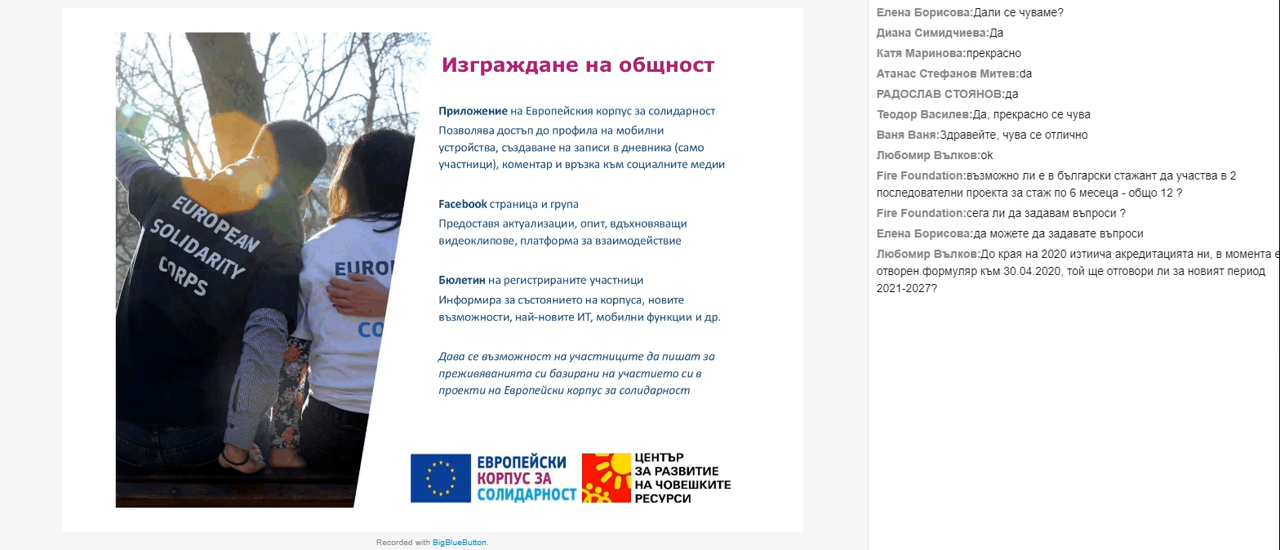 Изграждане на общност
Приложение на Европейския корпус за солидарност
Позволява достъп до профила на мобилни
устройства, създаване на записи в дневника (само
участници), коментар и връзка към социалните медии
Facebook страница и група
Предоставя актуализации, опит, вдъхновяващи
видеоклипове, платформа за взаимодействие
Бюлетин на регистрираните участници
Информира за състоянието на корпуса, новите
възможности, най-новите ИТ, мобилни функции и др.
Дава се възможност на участниците да пишат за
преживяванията си базирани на участието си в
проекти на Европейски корпус за солидарност
EUROPEAN
SOLIDARITY
CORPS
EURO
CO
ЕВРОПЕЙСКИ
КОРПУС ЗА
СОЛИДАРНОСТ
ЦЕНТЪР
ЗА РАЗВИТИЕ
НА ЧОВЕШКИТЕ
РЕСУРСИ
Recorded with BigBlueButton.
Елена Борисова:Дали се чуваме?
Диана Симидчиева:Да
Катя Маринова:прекрасно
Атанас Стефанов Митев:da
РАДОСЛАВ СТОЯНОВ:да
Теодор Василев:Да, прекрасно се чува
Ваня Ваня:Здравейте, чува се отлично
Любомир Вълков:ok
Fire Foundation:възможно ли е в български стажант да участва в 2
последователни проекта за стаж по 6 месеца - общо 12 ?
Fire Foundation:сега ли да задавам въпроси ?
Елена Борисова:да можете да задавате въпроси
Любомир Вълков:До края на 2020 изтиича акредитацията ни, в момента е
отворен формуляр към 30.04.2020, той ще отговори ли за новият период
2021-2027?